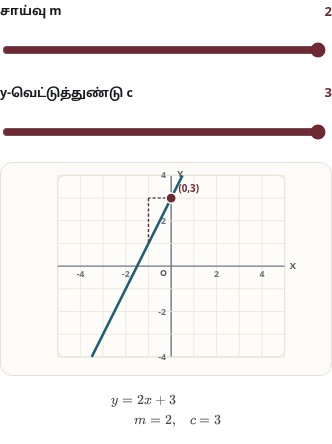 சாய்வு m 2
y-வெட்டுத்துண்டு c 3
4 Y
(0,3)
2
-4 -2 O 2 4 X
-2
-4
y = 2x + 3
m = 2, c = 3